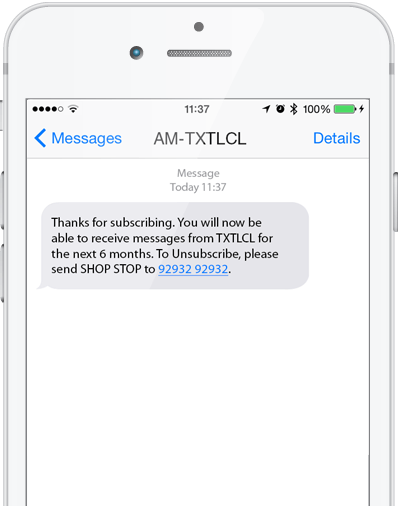 11:37
100%
Messages
AM-TXTLCL
Details
Message
Today 11:37
Thanks for subscribing. You will now be
able to receive messages from TXTLCL for
the next 6 months. To Unsubscribe, please
send SHOP STOP to 92932 92932.